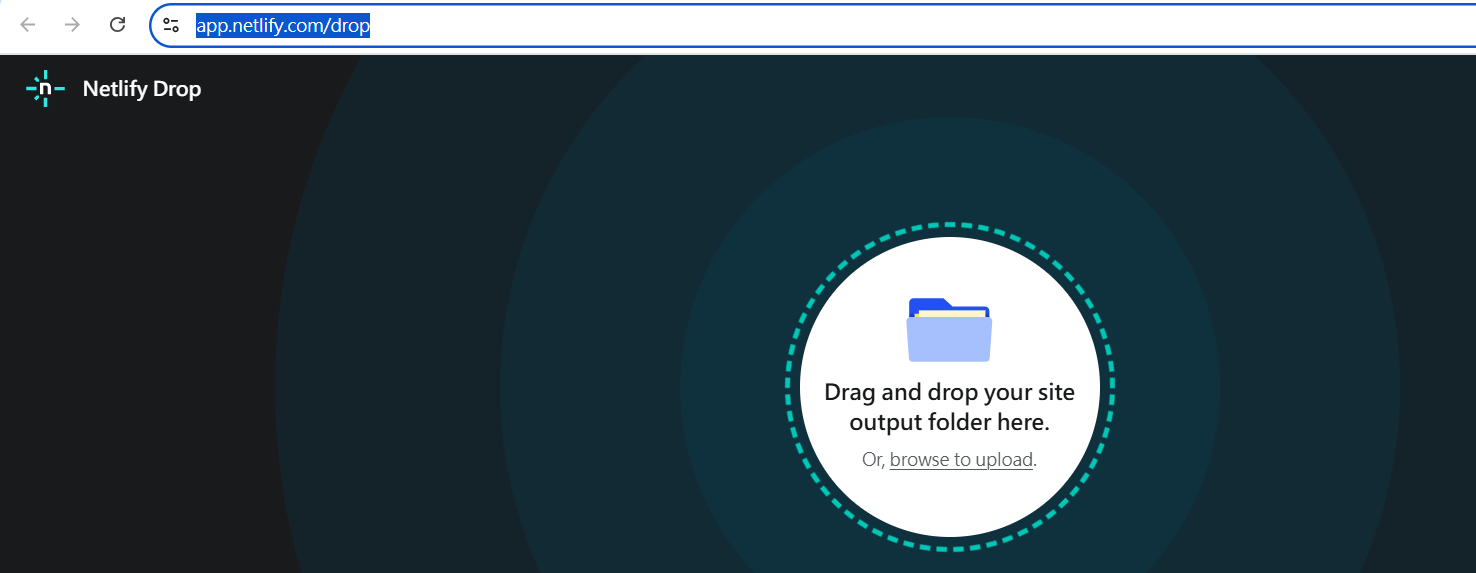 app.netlify.com/drop
n
Netlify Drop
Drag and drop your site
output folder here.
Or, browse to upload.